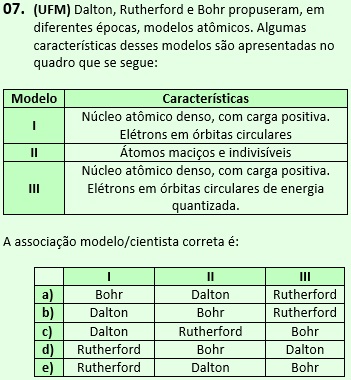 07. (UFM) Dalton, Rutherford e Bohr propuseram, em
diferentes épocas, modelos atômicos. Algumas
características desses modelos são apresentadas no
quadro que se segue:
Modelo Características
I Núcleo atômico denso, com carga positiva.
Elétrons em órbitas circulares
II Átomos maciços e indivisíveis
Núcleo atômico denso, com carga positiva.
III Elétrons em órbitas circulares de energia
quantizada.
A associação modelo/cientista correta é:
I II III
a) Bohr Dalton Rutherford
b) Dalton Bohr Rutherford
c) Dalton Rutherford Bohr
d) Rutherford Bohr Dalton
e) Rutherford Dalton Bohr